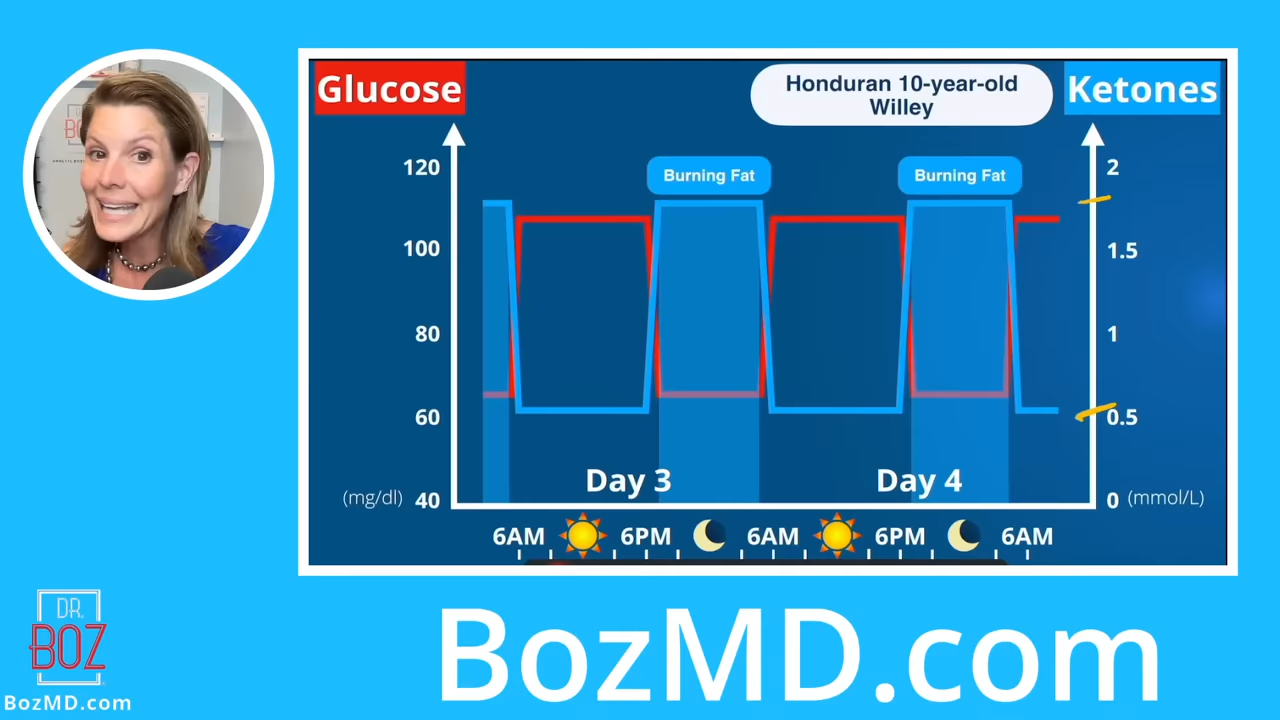 Glucose
Honduran 10-year-old
Willey
Ketones
120
100
80
60
(mg/dl) 40
Burning Fat
Burning Fat
2
1.5
1
0.5
0 (mmol/L)
Day 3
Day 4
6AM
6PM
6AM
6PM
6AM
DR.
BOZ
BozMD.com
BozMD.com